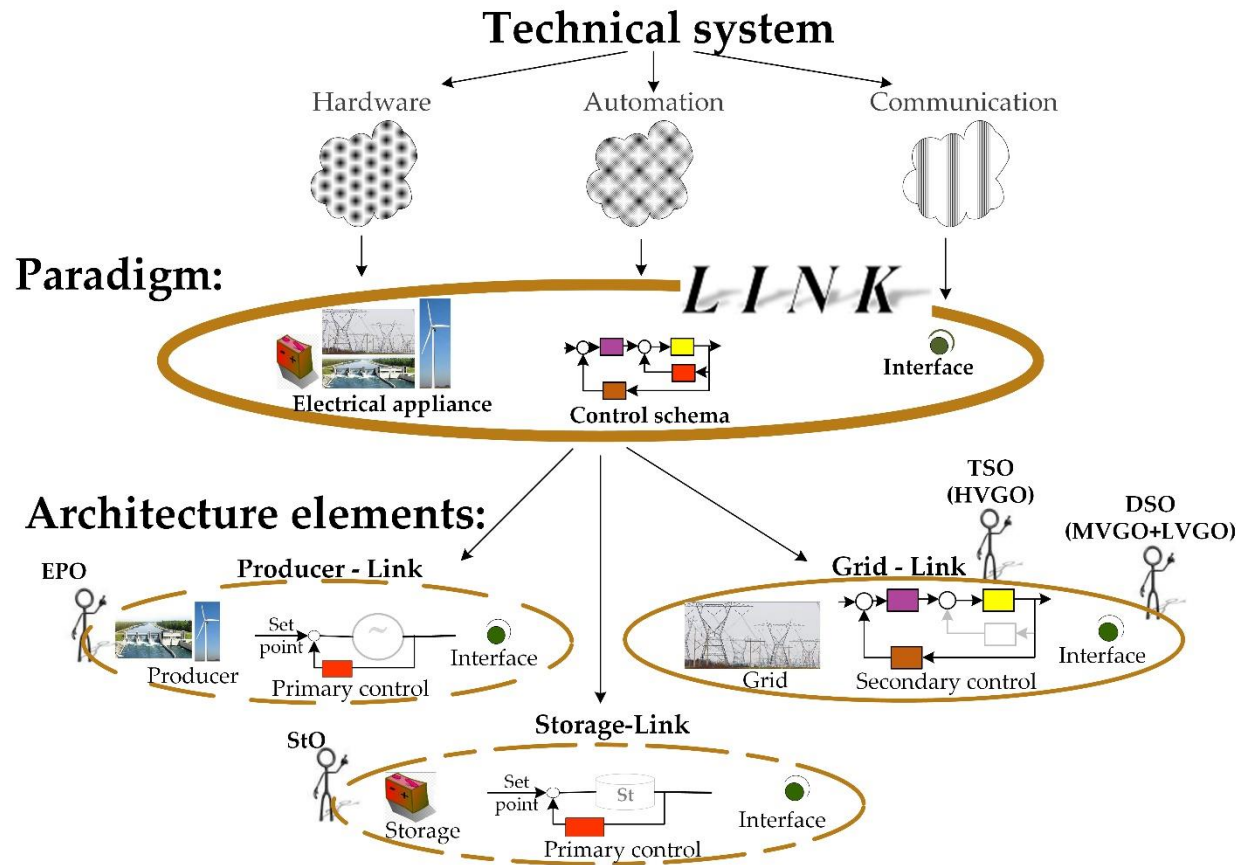 Technical system
Hardware
Automation
Communication
Paradigm:
LINK
Electrical appliance
Control schema
Interface
Architecture elements:
TSO
(HVGO)
DSO
(MVGO+LVGO)
EPO
Producer - Link
Grid - Link
Set
point
Producer
Primary control
Interface
Grid
Secondary control
Interface
Storage-Link
StO
Set
point
St
Storage
Primary control
Interface